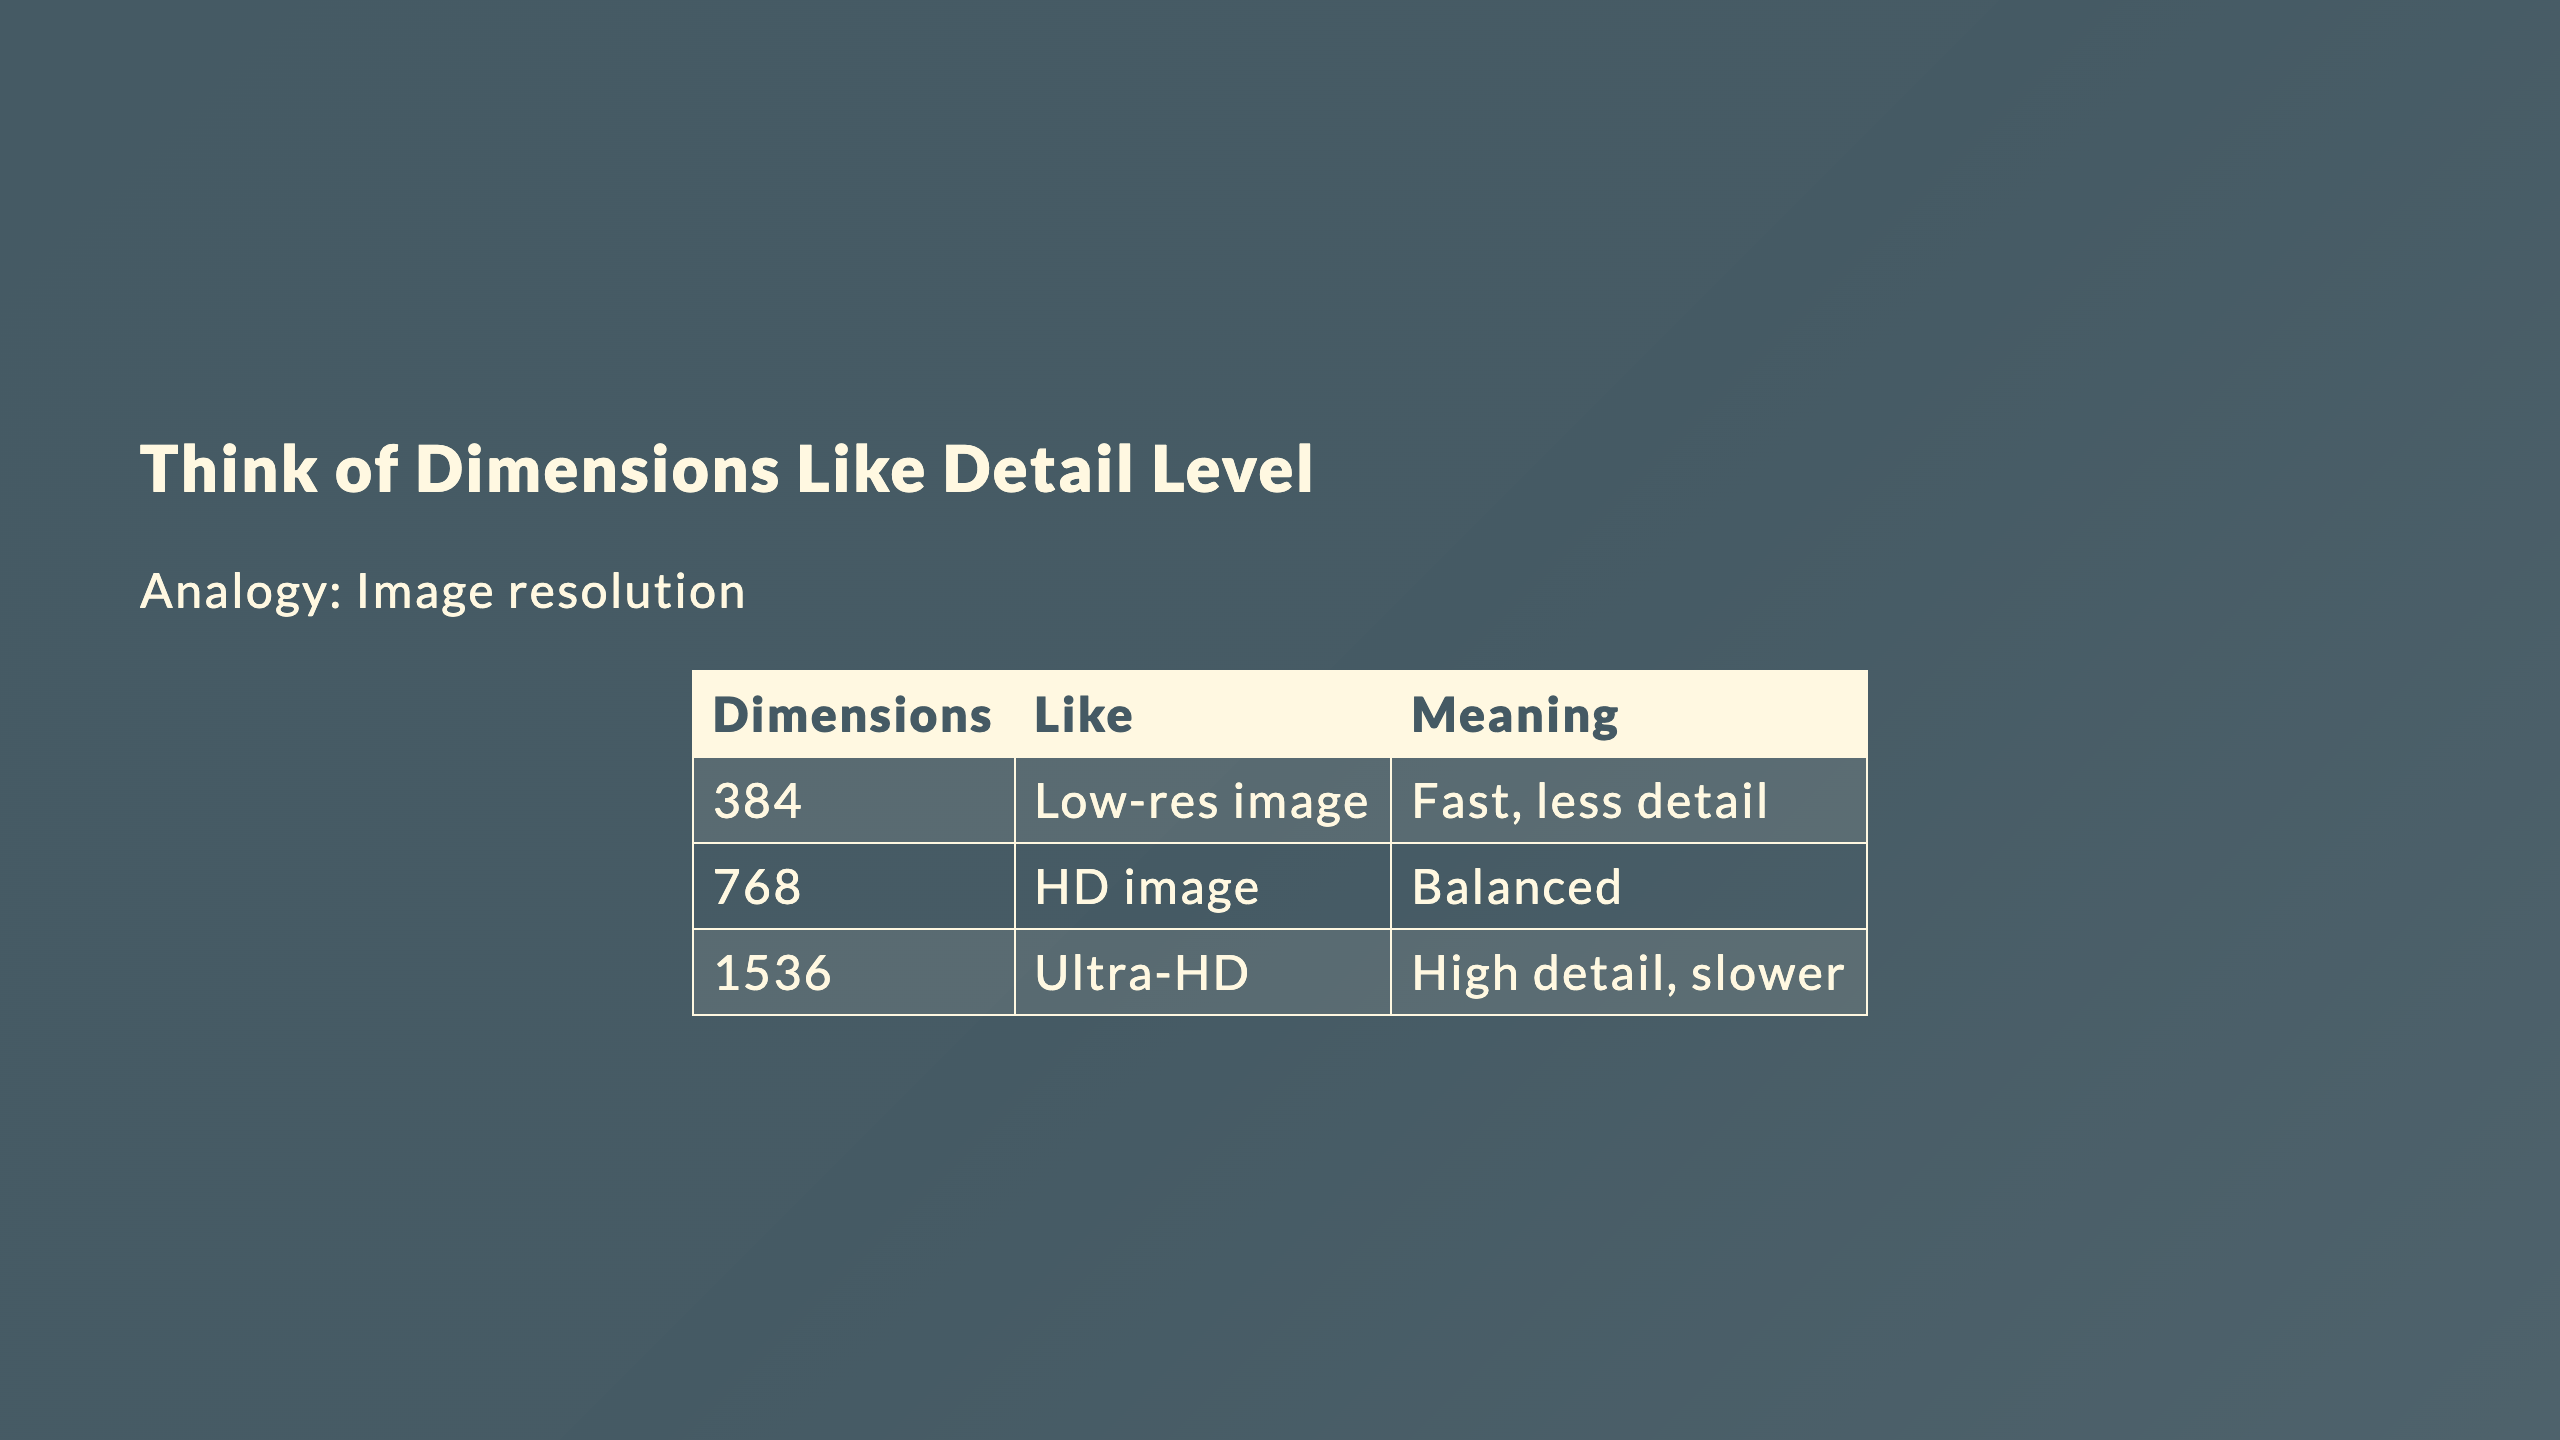 Think of Dimensions Like Detail Level
Analogy: Image resolution
Dimensions Like Meaning
384 Low-res image Fast, less detail
768 HD image Balanced
1536 Ultra-HD High detail, slower